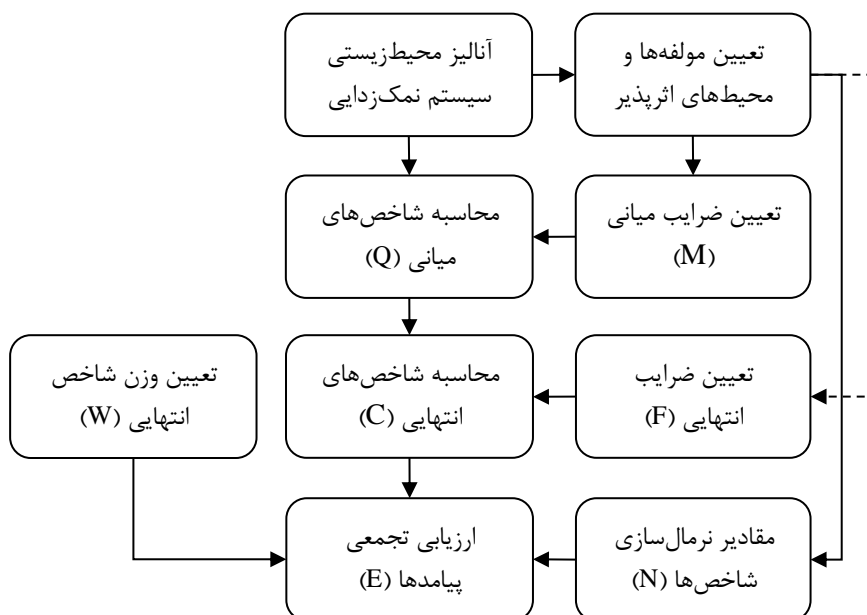 آنالیز محیط‌زیستی
سیستم نمک‌زدایی
تعیین مولفه‌ها و
محیط‌های اثرپذیر
تعیین ضرایب میانی
(M)
محاسبه شاخص‌های
میانی (Q)
تعیین ضرایب
انتهایی (F)
محاسبه شاخص‌های
انتهایی (C)
تعیین وزن شاخص
انتهایی (W)
مقادیر نرمال‌سازی
شاخص‌ها (N)
ارزیابی تجمعی
پیامدها (E)